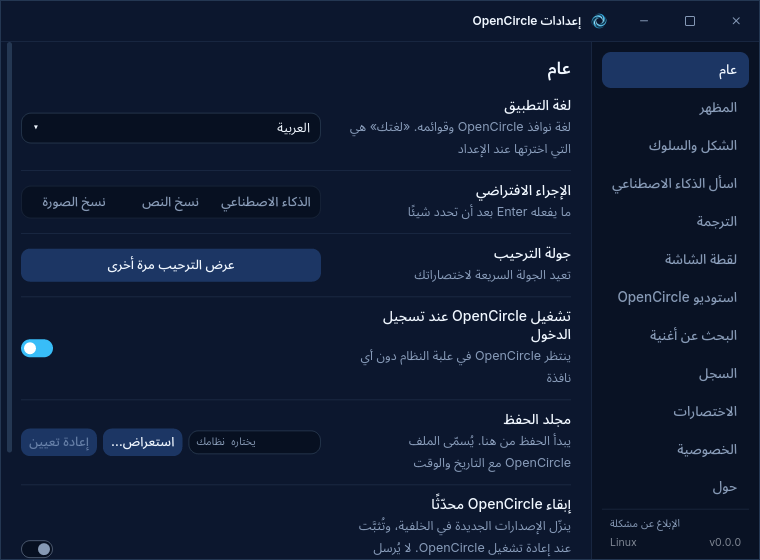 إعدادات OpenCircle
عام
المظهر
الشكل والسلوك
اسأل الذكاء الاصطناعي
الترجمة
لقطة الشاشة
استوديو OpenCircle
البحث عن أغنية
السجل
الاختصارات
الخصوصية
حول
الإبلاغ عن مشكلة
Linux v0.0.0
عام
لغة التطبيق
لغة نوافذ OpenCircle وقوائمه. «لغتك» هي
التي اخترتها عند الإعداد
العربية
الإجراء الافتراضي
ما يفعله Enter بعد أن تحدد شيئًا
الذكاء الاصطناعي نسخ النص نسخ الصورة
جولة الترحيب
تعيد الجولة السريعة لاختصاراتك
عرض الترحيب مرة أخرى
تشغيل OpenCircle عند تسجيل
الدخول
ينتظر OpenCircle في علبة النظام دون أي
نافذة
مجلد الحفظ
يبدأ الحفظ من هنا. يُسمّى الملف
OpenCircle مع التاريخ والوقت
يختاره نظامك استعراض... إعادة تعيين
إبقاء OpenCircle محدّثًا
ينزّل الإصدارات الجديدة في الخلفية، وتُثبَّت
عند إعادة تشغيل OpenCircle. لا يُرسل